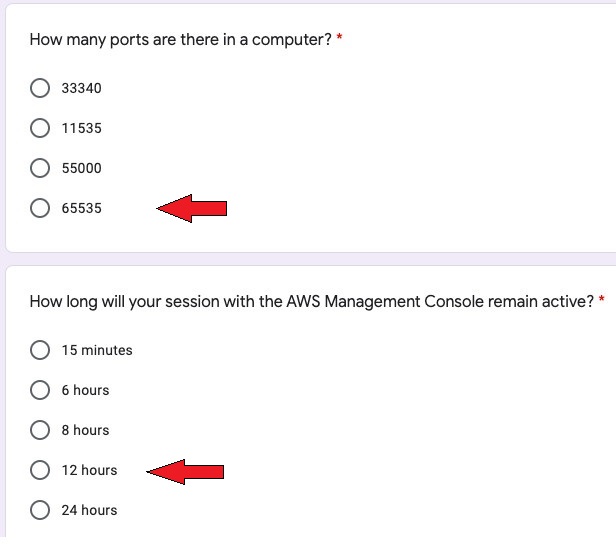 How many ports are there in a computer? *
33340
11535
55000
65535
How long will your session with the AWS Management Console remain active? *
15 minutes
6 hours
8 hours
12 hours
24 hours